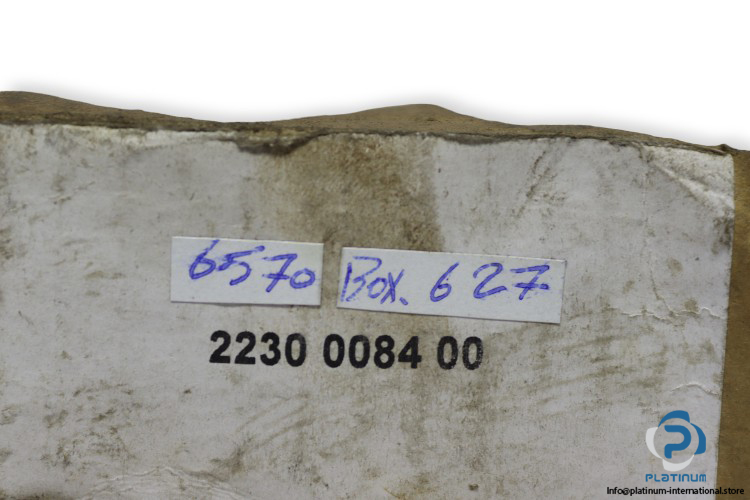 6570 Box. 627
2230 0084 00
PLATINUM
Info@platinum-international.store